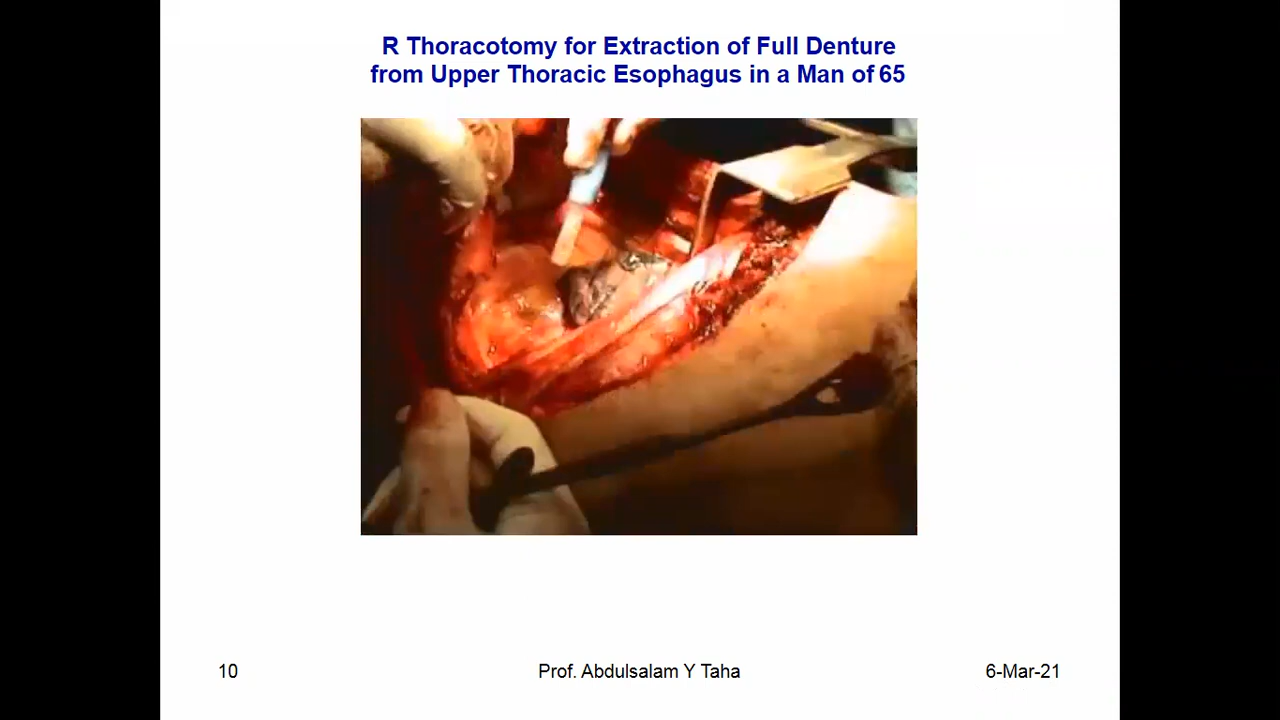 R Thoracotomy for Extraction of Full Denture
from Upper Thoracic Esophagus in a Man of 65
10
Prof. Abdulsalam Y Taha
6-Mar-21